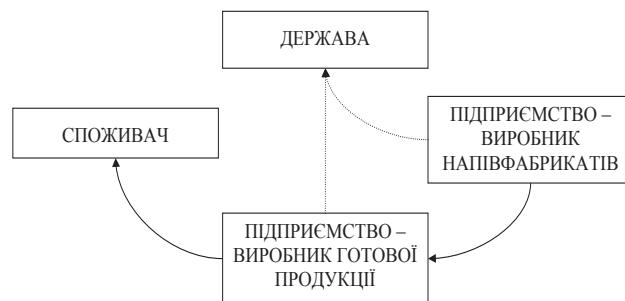 ДЕРЖАВА
СПОЖИВАЧ
ПІДПРИЄМСТВО –
ВИРОБНИК
НАПІВФАБРИКАТІВ
ПІДПРИЄМСТВО –
ВИРОБНИК ГОТОВОЇ
ПРОДУКЦІЇ